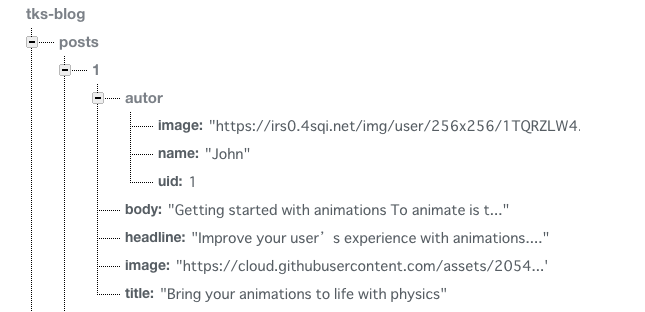 tks-blog
posts
1
autor
image: "https://irs0.4sqi.net/img/user/256x256/1TQRZLW4.
name: "John"
uid: 1
body: "Getting started with animations To animate is t..."
headline: "Improve your user’s experience with animations...."
image: "https://cloud.githubusercontent.com/assets/2054...'
title: "Bring your animations to life with physics"